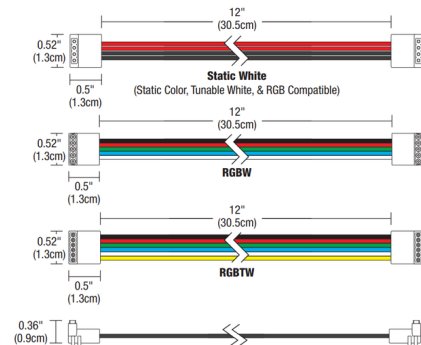 12"
(30.5cm)
0.52"
(1.3cm)
0.5"
(1.3cm)
Static White
(Static Color, Tunable White, & RGB Compatible)
12"
(30.5cm)
0.52"
(1.3cm)
0.5"
(1.3cm)
RGBW
12"
(30.5cm)
0.52"
(1.3cm)
0.5"
(1.3cm)
RGBTW
0.36"
(0.9cm)